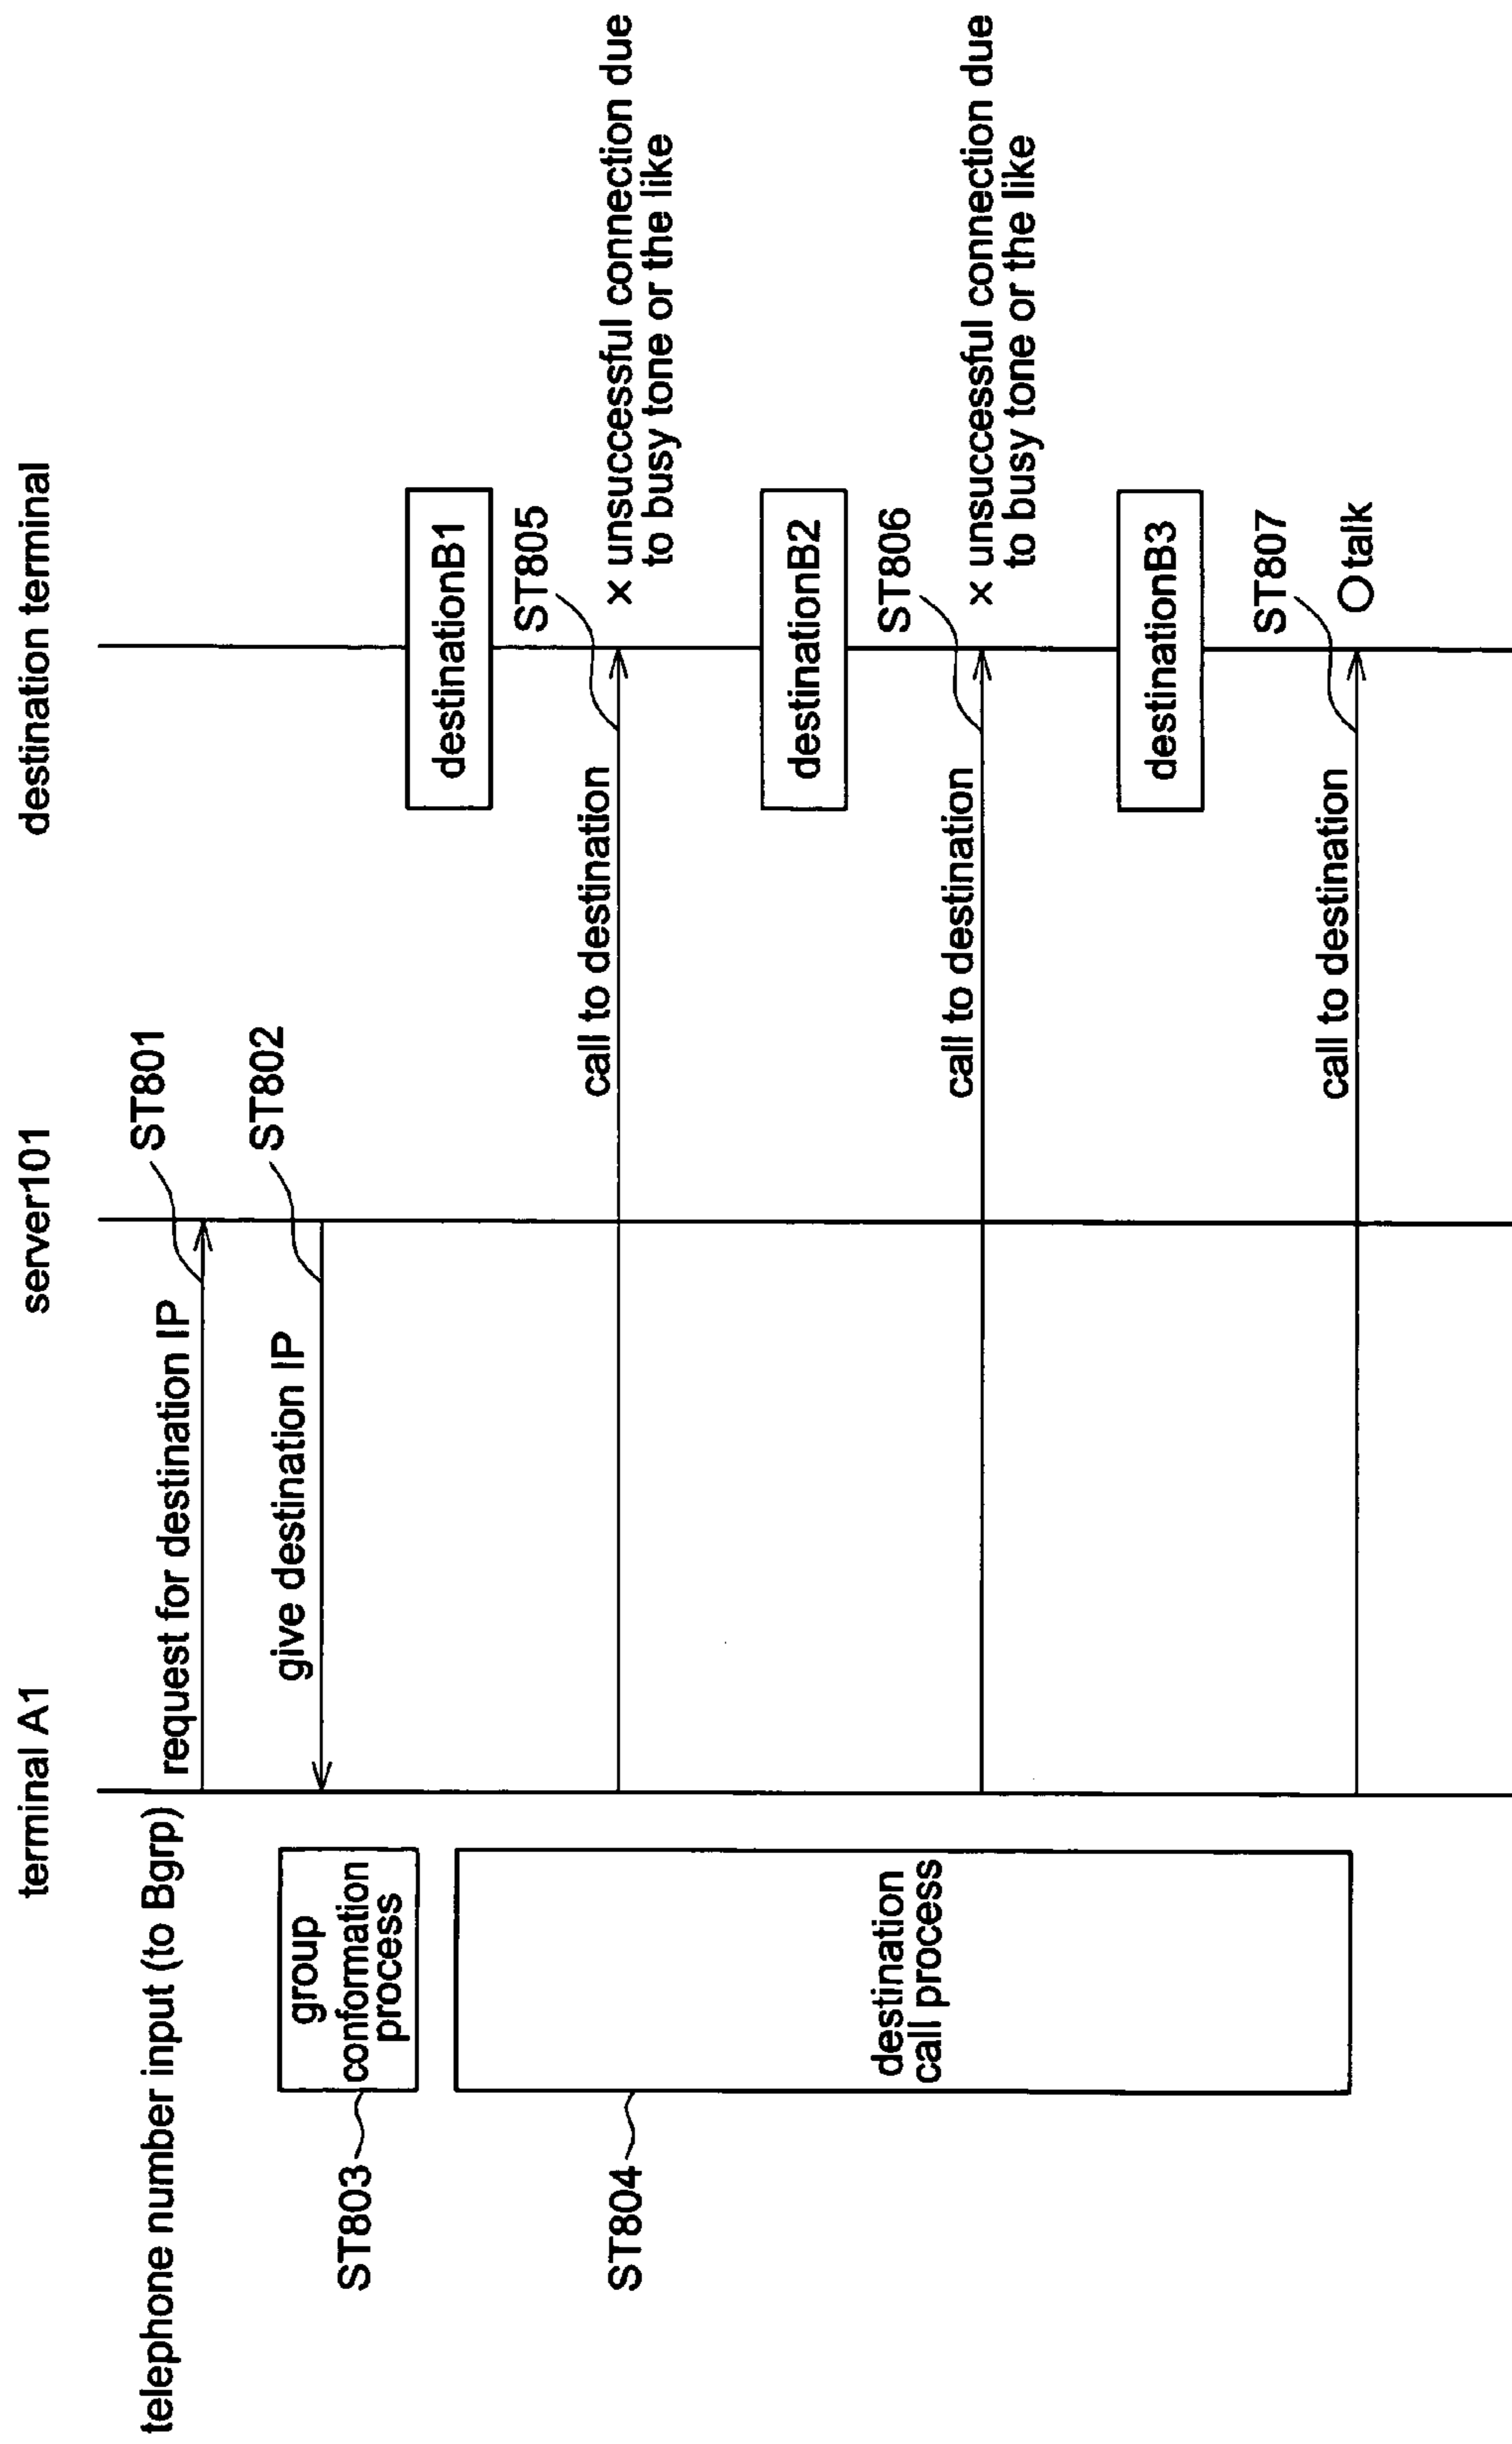 terminal A1
server101
destination terminal
telephone number input (to Bgrp)
request for destination IP
ST801
give destination IP
ST802
group
conformation
process
ST803
destinationB1
destination
call process
ST804
call to destination
ST805
× unsuccessful connection due
to busy tone or the like
destinationB2
call to destination
ST806
× unsuccessful connection due
to busy tone or the like
destinationB3
call to destination
ST807
○ talk